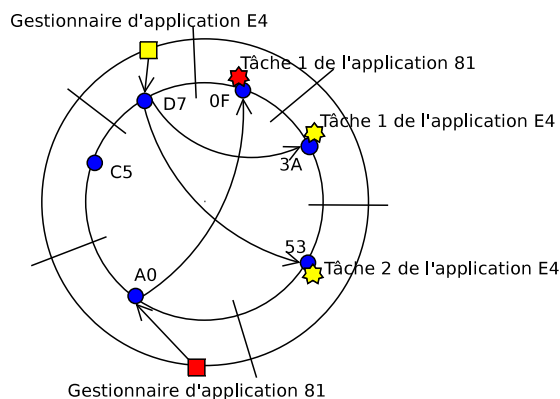 Gestionnaire d'application E4
Tâche 1 de l'application 81
D7
0F
Tâche 1 de l'application E4
3A
C5
53
Tâche 2 de l'application E4
A0
Gestionnaire d'application 81